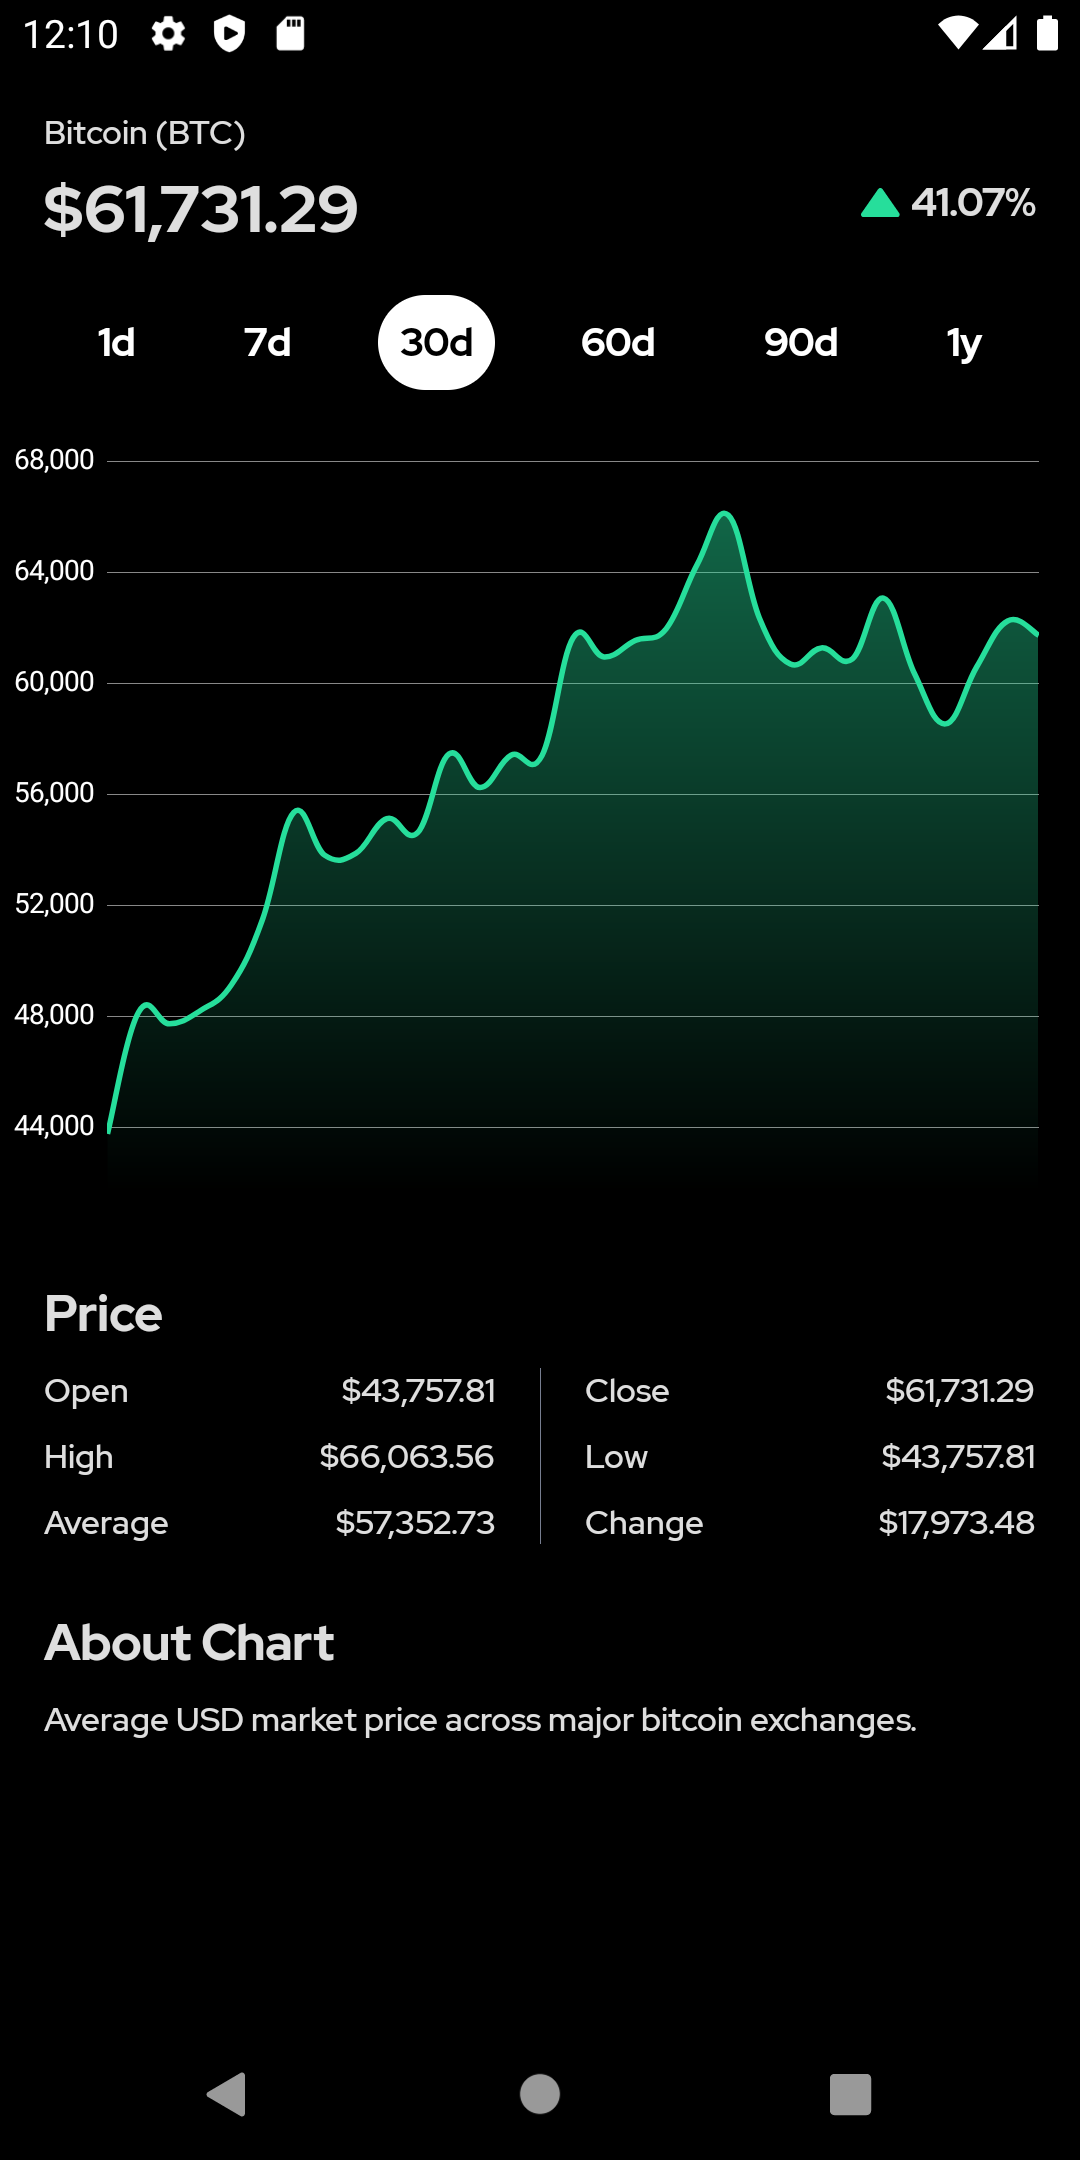 12:10
Bitcoin (BTC)
$61,731.29
41.07%
1d 7d 30d 60d 90d 1y
68,000
64,000
60,000
56,000
52,000
48,000
44,000
Price
Open $43,757.81 Close $61,731.29
High $66,063.56 Low $43,757.81
Average $57,352.73 Change $17,973.48
About Chart
Average USD market price across major bitcoin exchanges.